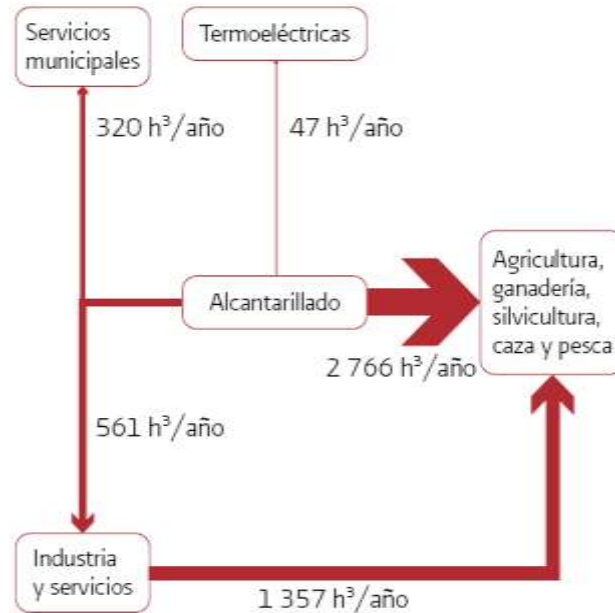 Servicios
municipales
Termoeléctricas
320 h³/año
47 h³/año
Alcantarillado
Agricultura,
ganadería,
silvicultura,
caza y pesca
2 766 h³/año
561 h³/año
Industria
y servicios
1 357 h³/año